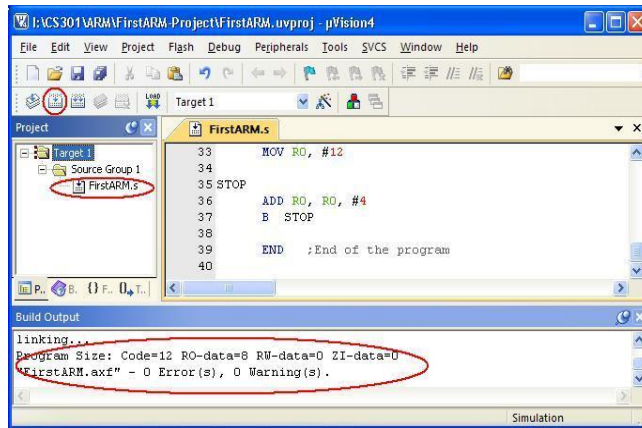 I:\CS301\ARM\FirstARM-Project\FirstARM.uvproj - µVision4
File Edit View Project Flash Debug Peripherals Tools SVCS Window Help
LOAD Target 1
Project
FirstARM.s
Target 1
Source Group 1
FirstARM.s
33 MOV R0, #12
34
35 STOP
36 ADD R0, R0, #4
37 B STOP
38
39 END ;End of the program
40
P.. B. {} F.. 0 T..
Build Output
linking...
Program Size: Code=12 RO-data=8 RW-data=0 ZI-data=0
"FirstARM.axf" - 0 Error(s), 0 Warning(s).
Simulation